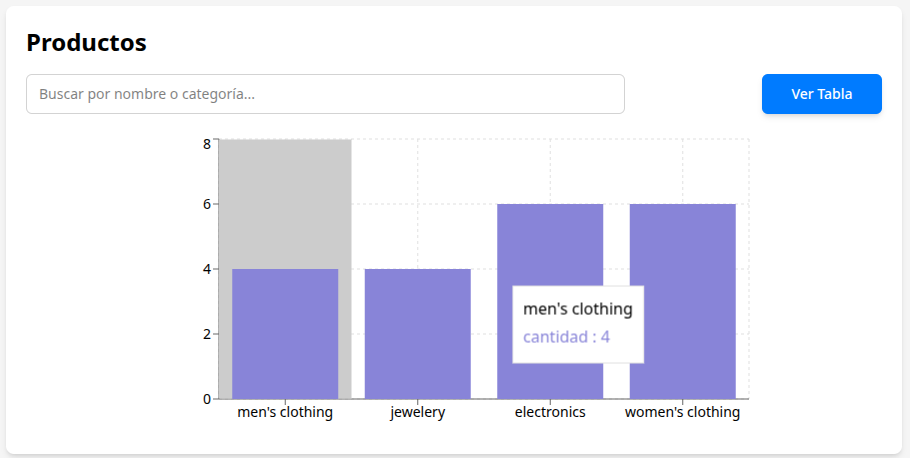 Productos
Buscar por nombre o categoría...
Ver Tabla
8
6
4
2
0
men's clothing
cantidad : 4
men's clothing
jewelery
electronics
women's clothing